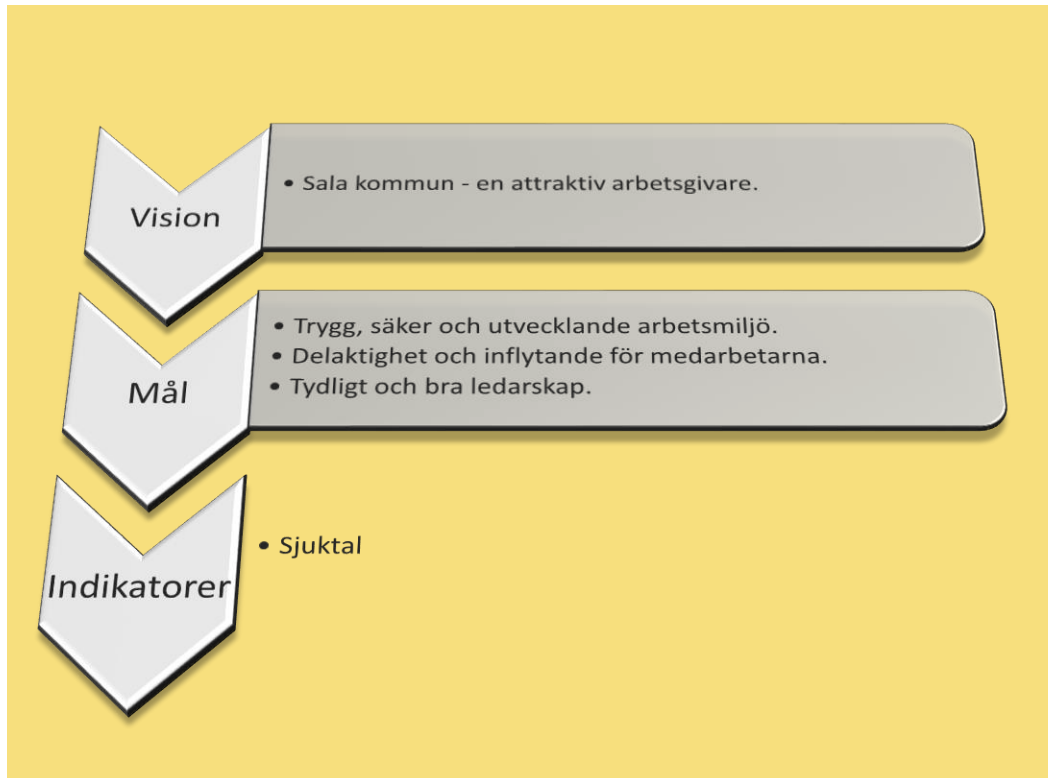 Vision
• Sala kommun - en attraktiv arbetsgivare.
Mål
• Trygg, säker och utvecklande arbetsmiljö.
• Delaktighet och inflytande för medarbetarna.
• Tydligt och bra ledarskap.
Indikatorer
• Sjuktal